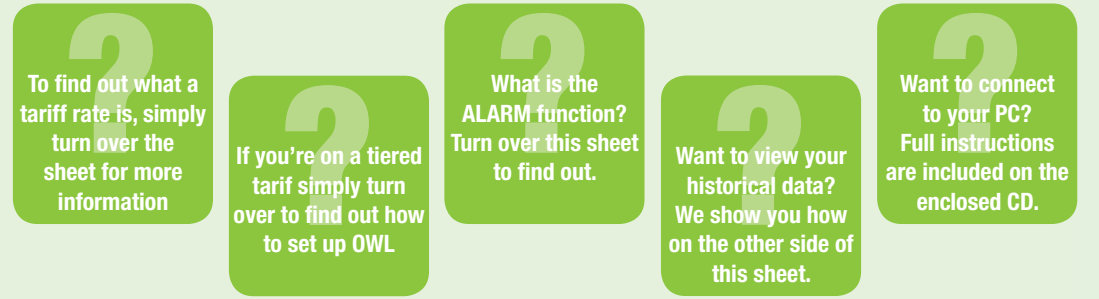 To find out what a
tariff rate is, simply
turn over the
sheet for more
information
If you're on a tiered
tarif simply turn
over to find out how
to set up OWL
What is the
ALARM function?
Turn over this sheet
to find out.
Want to view your
historical data?
We show you how
on the other side of
this sheet.
Want to connect
to your PC?
Full instructions
are included on the
enclosed CD.